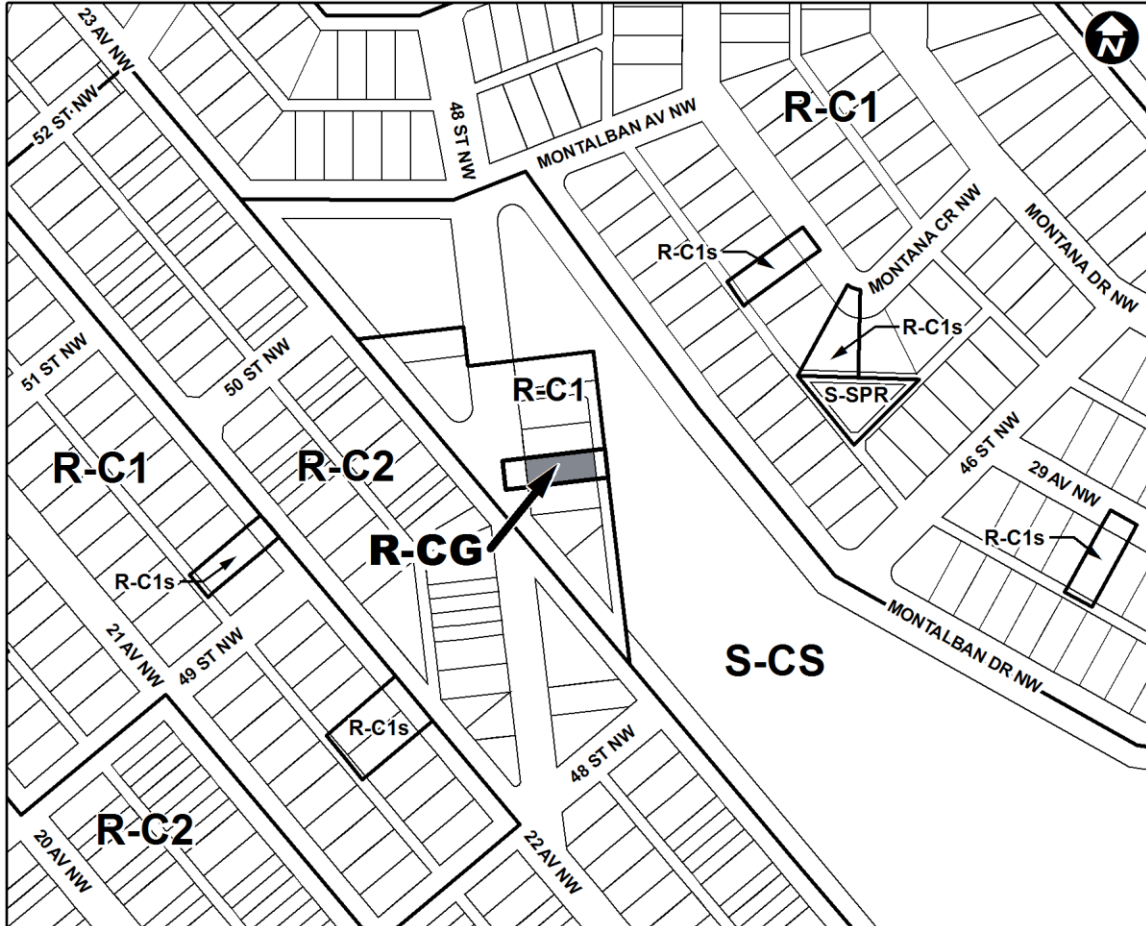 23 AV NW
N
52 ST NW
48 ST NW
R-C1
MONTALBAN AV NW
MONTANA CR NW
R-C1s
MONTANA DR NW
R-C1s
51 ST NW
50 ST NW
R-C1
S-SPR
46 ST NW
R-C1
R-C2
29 AV NW
R-CG
R-C1s
R-C1s
MONTALBAN DR NW
21 AV NW
49 ST NW
S-CS
R-C1s
48 ST NW
R-C2
20 AV NW
22 AV NW